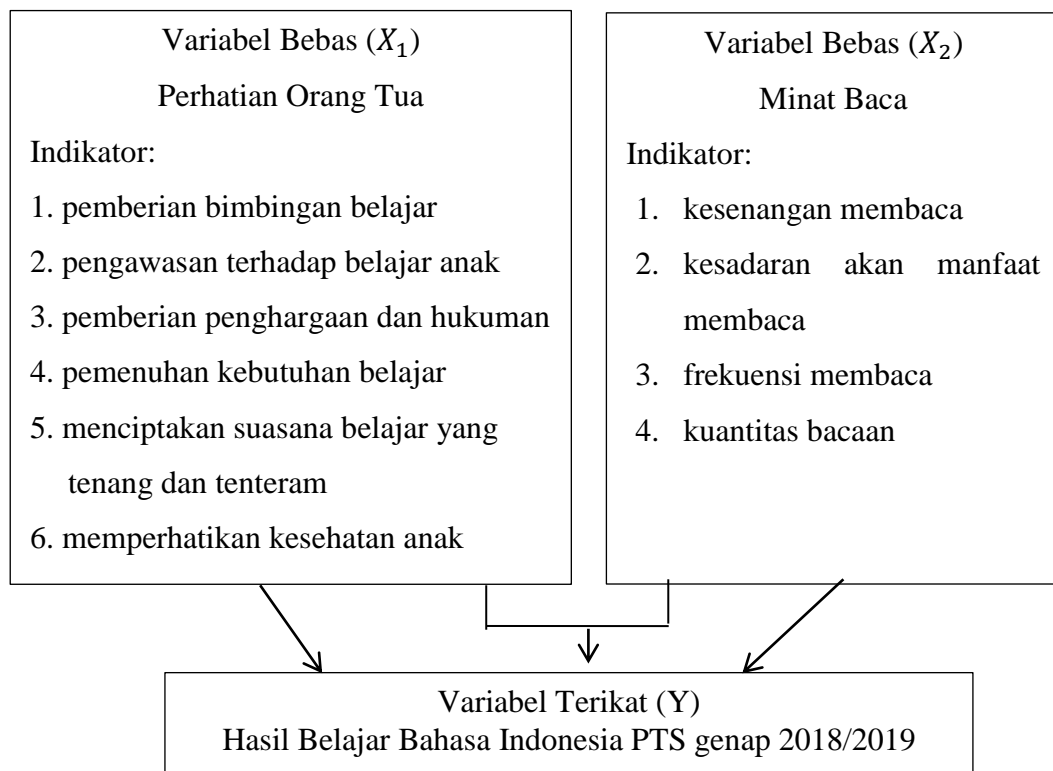 Variabel Bebas (𝑋₁)
Perhatian Orang Tua
Indikator:
1. pemberian bimbingan belajar
2. pengawasan terhadap belajar anak
3. pemberian penghargaan dan hukuman
4. pemenuhan kebutuhan belajar
5. menciptakan suasana belajar yang
tenang dan tenteram
6. memperhatikan kesehatan anak
Variabel Bebas (𝑋₂)
Minat Baca
Indikator:
1. kesenangan membaca
2. kesadaran akan manfaat
membaca
3. frekuensi membaca
4. kuantitas bacaan
Variabel Terikat (Y)
Hasil Belajar Bahasa Indonesia PTS genap 2018/2019